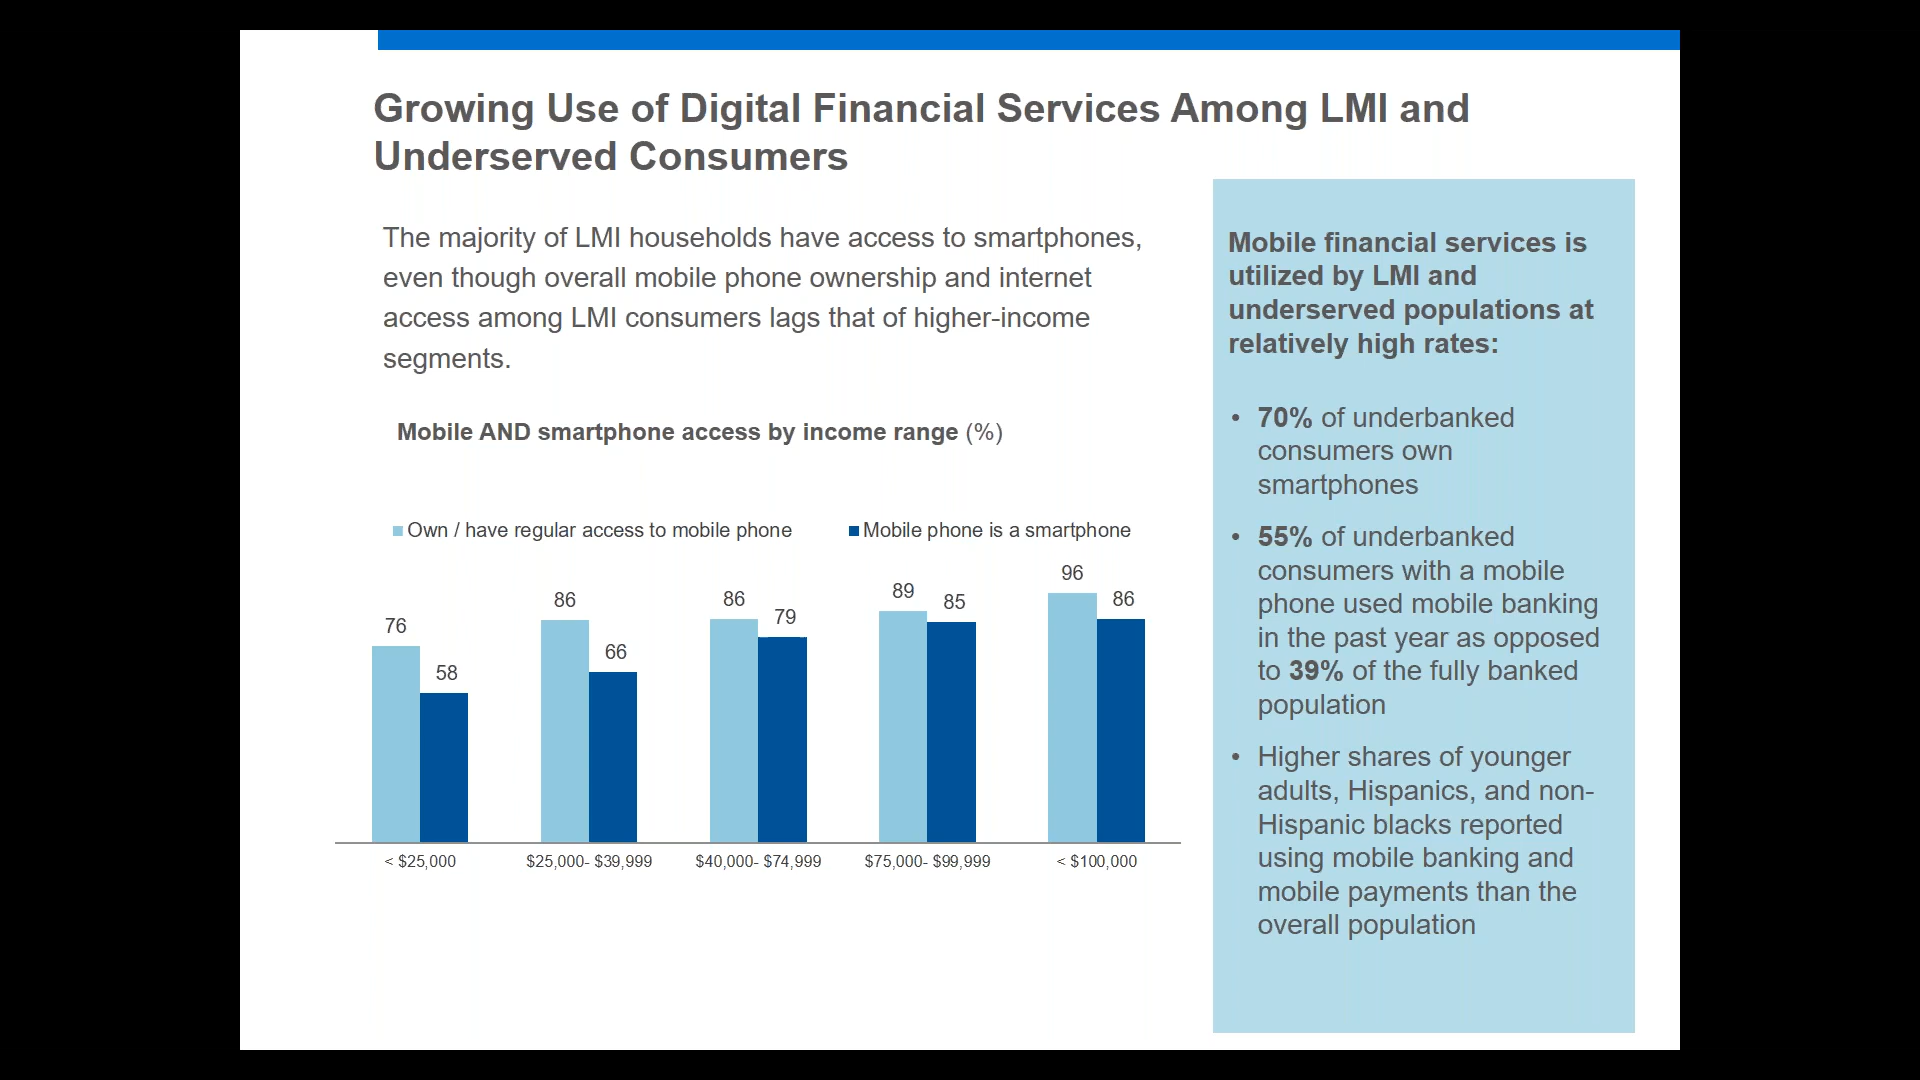 Growing Use of Digital Financial Services Among LMI and
Underserved Consumers
The majority of LMI households have access to smartphones,
even though overall mobile phone ownership and internet
access among LMI consumers lags that of higher-income
segments.
Mobile AND smartphone access by income range (%)
Own / have regular access to mobile phone
Mobile phone is a smartphone
76
58
86
66
86
79
89
85
96
86
< $25,000
$25,000- $39,999
$40,000- $74,999
$75,000- $99,999
< $100,000
Mobile financial services is
utilized by LMI and
underserved populations at
relatively high rates:
• 70% of underbanked
consumers own
smartphones
• 55% of underbanked
consumers with a mobile
phone used mobile banking
in the past year as opposed
to 39% of the fully banked
population
• Higher shares of younger
adults, Hispanics, and non-
Hispanic blacks reported
using mobile banking and
mobile payments than the
overall population